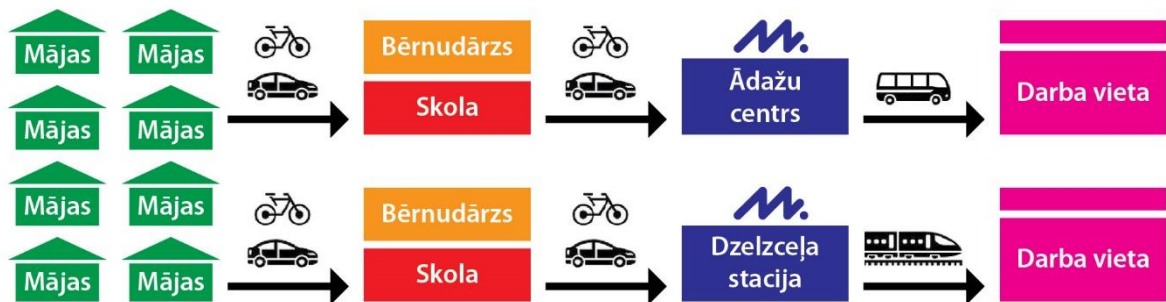 Mājas
Mājas
Mājas
Mājas
Bērnudārzs
Skola
Ādažu
centrs
Darba vieta
Mājas
Mājas
Mājas
Mājas
Bērnudārzs
Skola
Dzelzceļa
stacija
Darba vieta